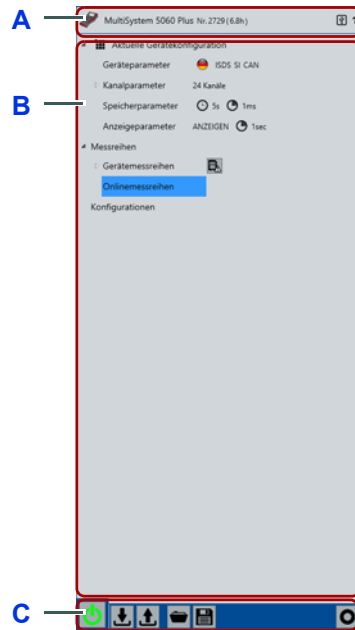 A
MultiSystem 5060 Plus Nr. 2729 (6.8h)
Aktuelle Gerätekonfiguration
Geräteparameter ISDS SI CAN
B
Kanalparameter 24 Kanäle
Speicherparameter 5s 1ms
Anzeigeparameter ANZEIGEN 1sec
Messreihen
Gerätemessreihen
Onlinemessreihen
Konfigurationen
C